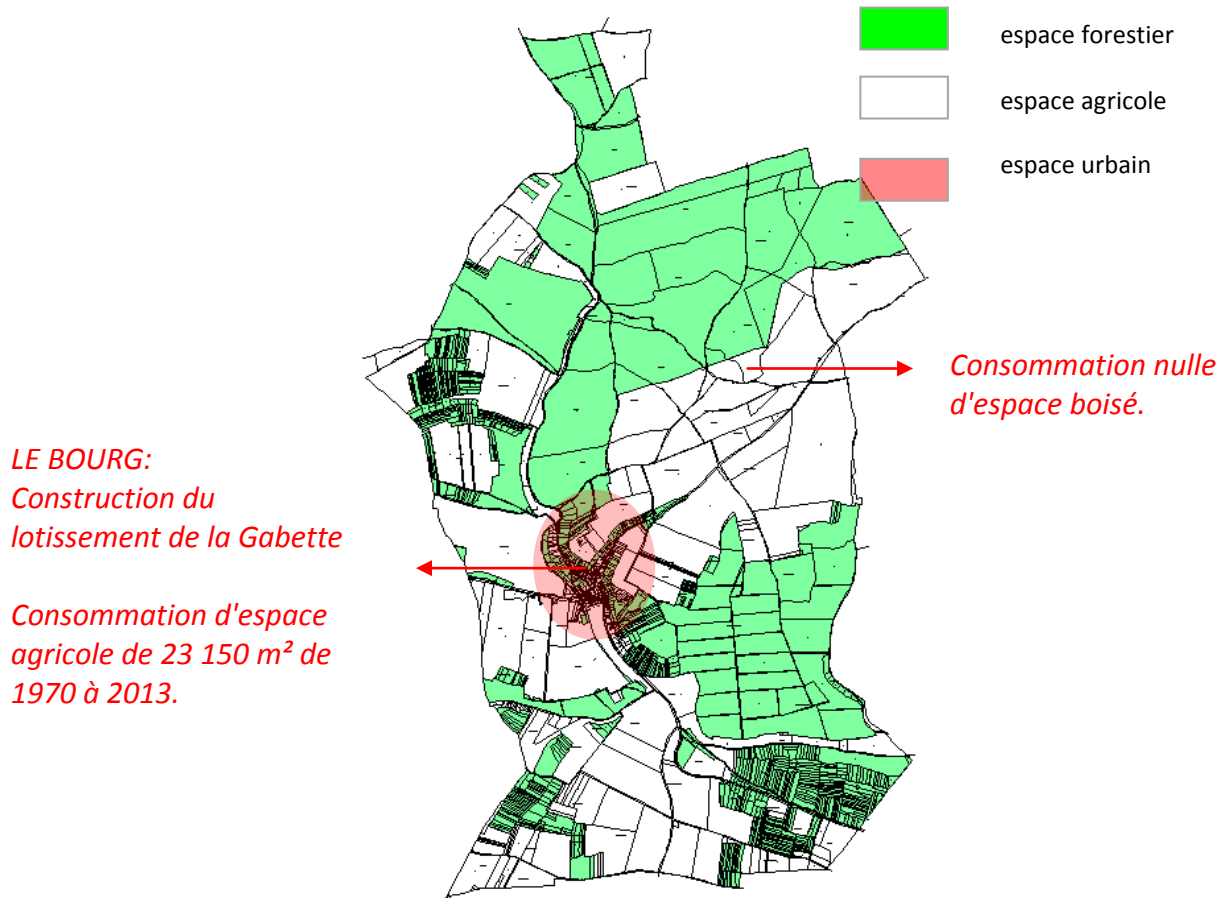 espace forestier
espace agricole
espace urbain
Consommation nulle
d'espace boisé.
LE BOURG:
Construction du
lotissement de la Gabette
Consommation d'espace
agricole de 23 150 m² de
1970 à 2013.